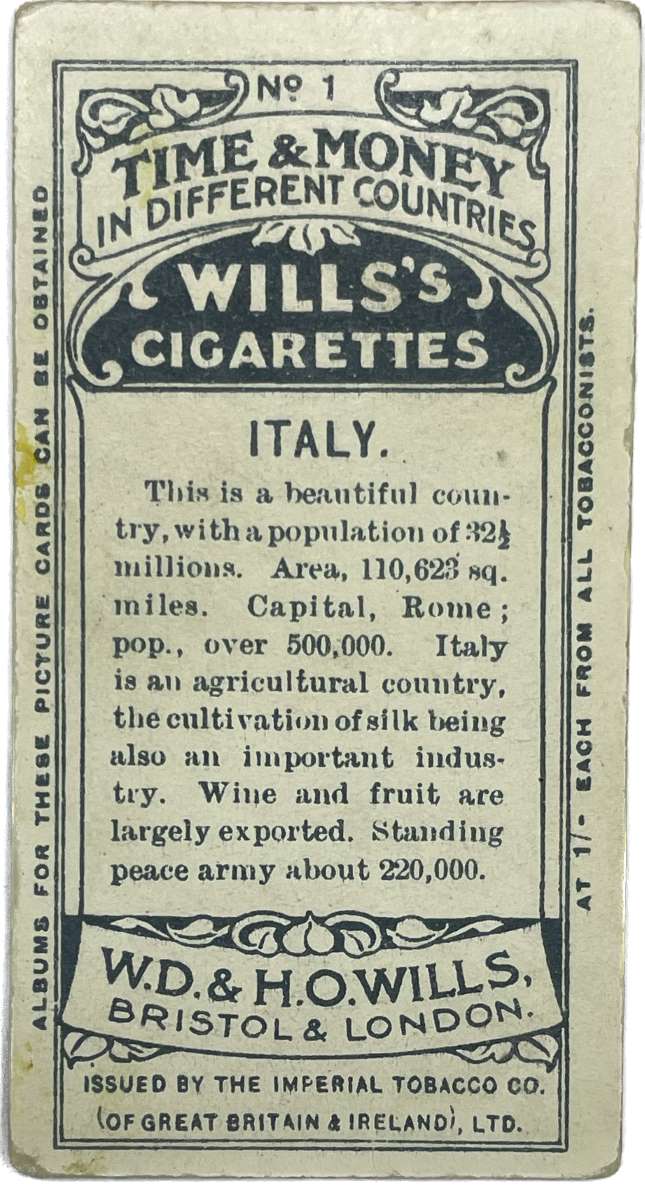 Nº 1
TIME & MONEY
IN DIFFERENT COUNTRIES
WILLS'S
CIGARETTES
ITALY.
This is a beautiful coun-
try, with a population of 32½
millions. Area, 110,623 sq.
miles. Capital, Rome;
pop., over 500,000. Italy
is an agricultural country,
the cultivation of silk being
also an important indus-
try. Wine and fruit are
largely exported. Standing
peace army about 220,000.
W.D. & H.O. WILLS,
BRISTOL & LONDON.
ISSUED BY THE IMPERIAL TOBACCO CO.
(OF GREAT BRITAIN & IRELAND), LTD.
ALBUMS FOR THESE PICTURE CARDS CAN BE OBTAINED
AT 1/- EACH FROM ALL TOBACCONISTS.